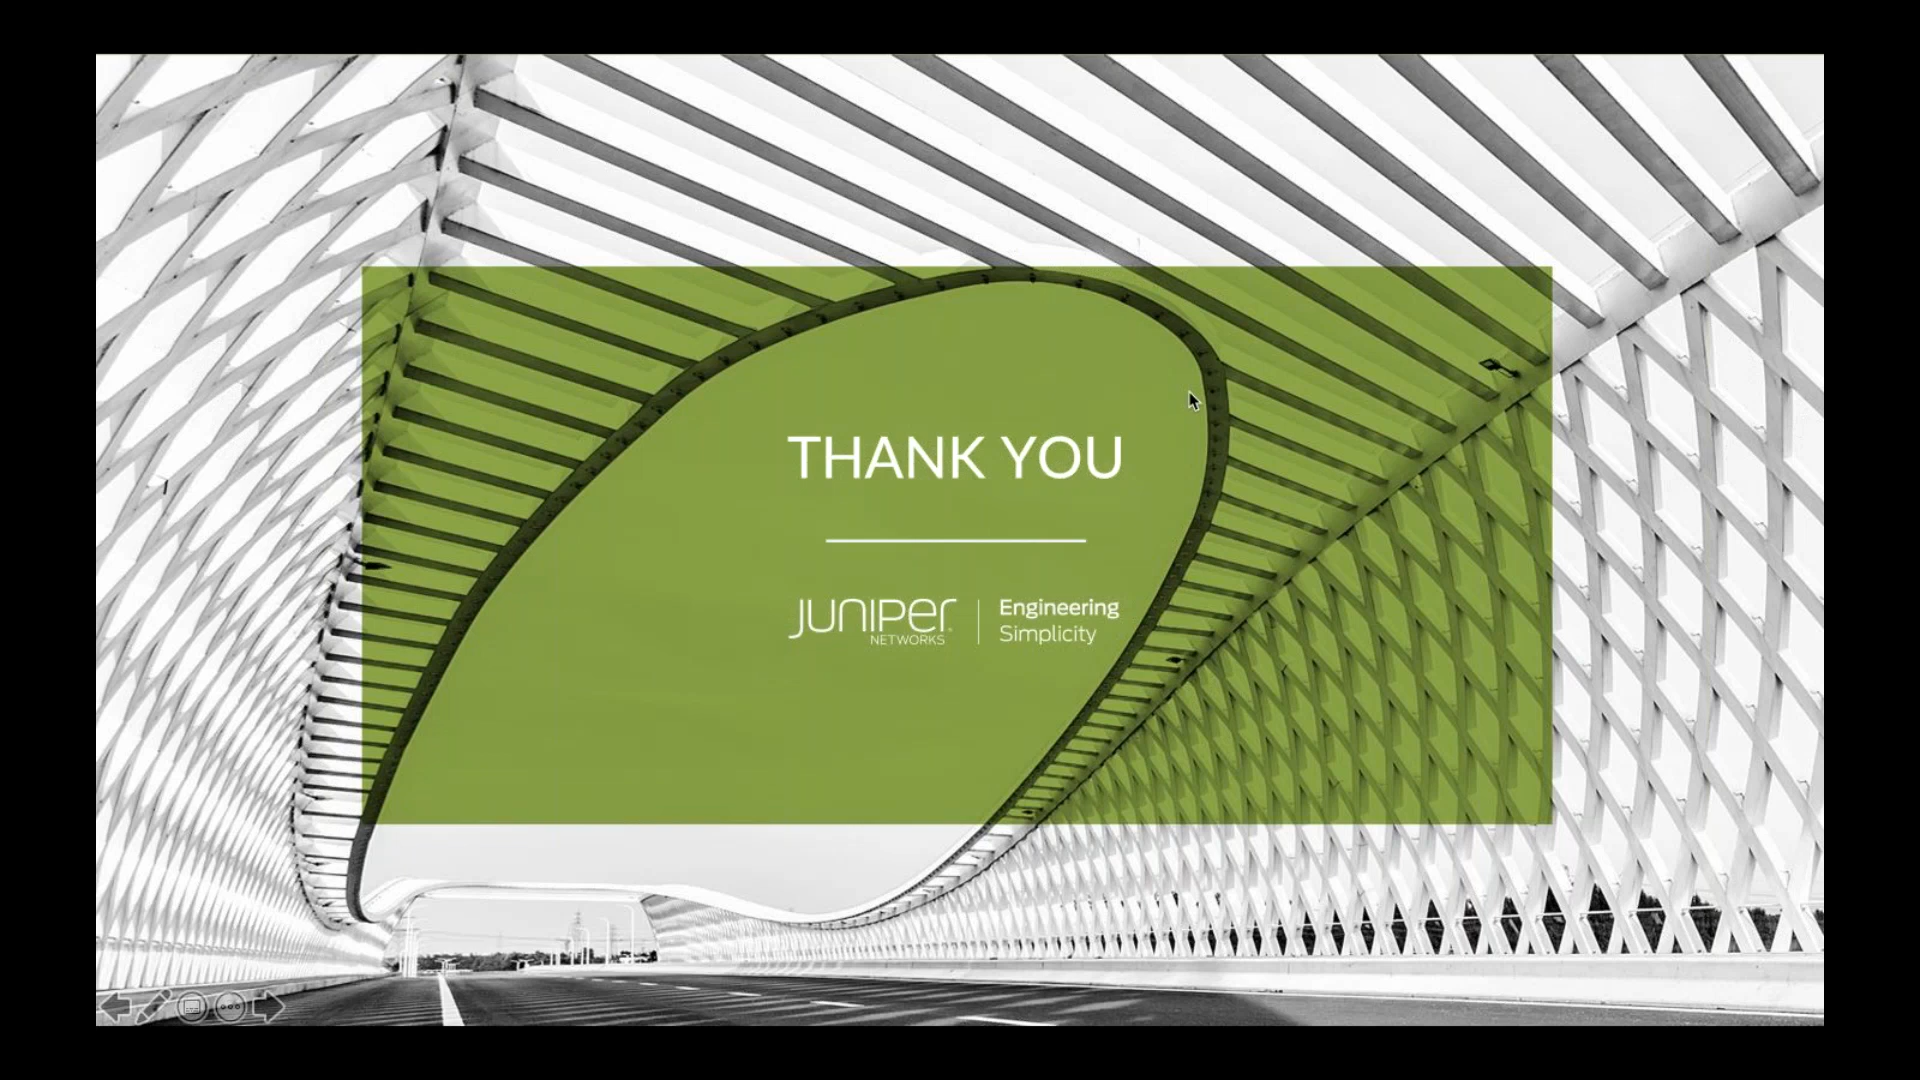 THANK YOU
JUNIPER
NETWORKS
Engineering
Simplicity